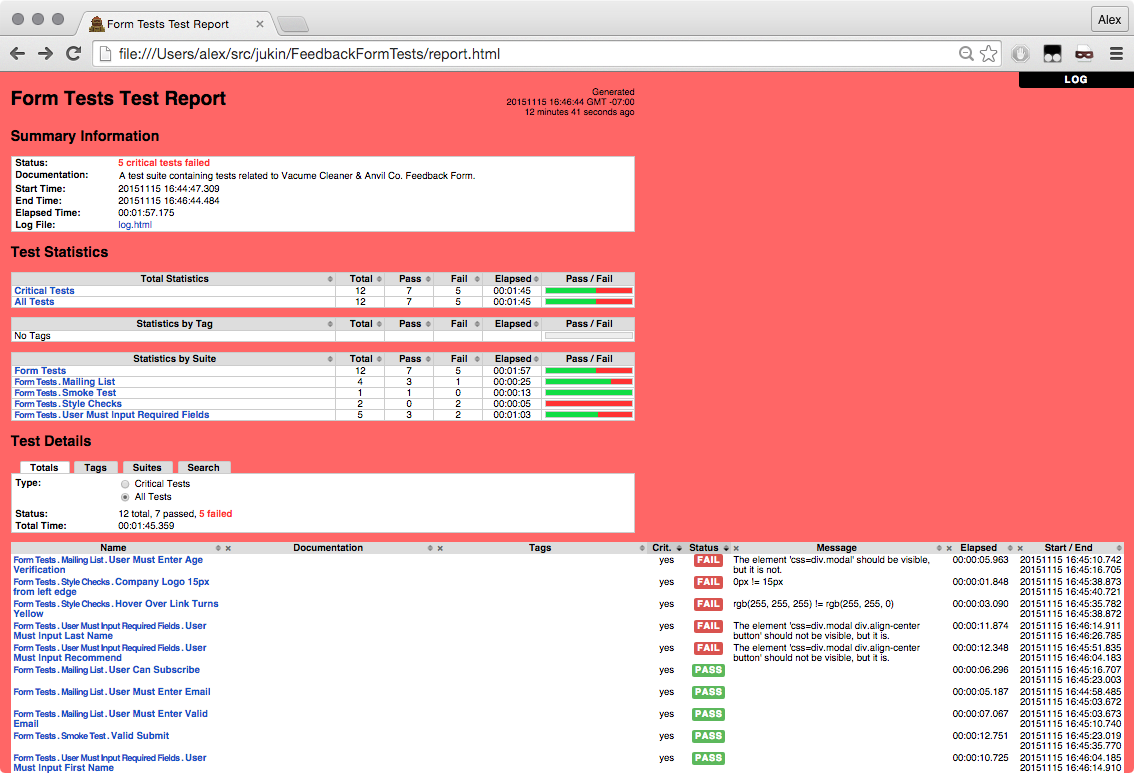 Form Tests Test Report
Alex
file:///Users/alex/src/jukin/FeedbackFormTests/report.html
LOG
Form Tests Test Report
Generated
20151115 16:46:44 GMT -07:00
12 minutes 41 seconds ago
Summary Information
Status: 5 critical tests failed
Documentation: A test suite containing tests related to Vacume Cleaner & Anvil Co. Feedback Form.
Start Time: 20151115 16:44:47.309
End Time: 20151115 16:46:44.484
Elapsed Time: 00:01:57.175
Log File: log.html
Test Statistics
Total Statistics Total Pass Fail Elapsed Pass / Fail
Critical Tests 12 7 5 00:01:45
All Tests 12 7 5 00:01:45
Statistics by Tag Total Pass Fail Elapsed Pass / Fail
No Tags
Statistics by Suite Total Pass Fail Elapsed Pass / Fail
Form Tests 12 7 5 00:01:57
Form Tests . Mailing List 4 3 1 00:00:25
Form Tests . Smoke Test 1 1 0 00:00:13
Form Tests . Style Checks 2 0 2 00:00:05
Form Tests . User Must Input Required Fields 5 3 2 00:01:03
Test Details
Totals Tags Suites Search
Type: Critical Tests
All Tests
Status: 12 total, 7 passed, 5 failed
Total Time: 00:01:45.359
Name × Documentation × Tags Crit. Status × Message × Elapsed × Start / End
Form Tests . Mailing List . User Must Enter Age yes FAIL The element 'css=div.modal' should be visible, 00:00:05.963 20151115 16:45:10.742
Verification but it is not. 20151115 16:45:16.705
Form Tests . Style Checks . Company Logo 15px yes FAIL 0px != 15px 00:00:01.848 20151115 16:45:38.873
from left edge 20151115 16:45:40.721
Form Tests . Style Checks . Hover Over Link Turns yes FAIL rgb(255, 255, 255) != rgb(255, 255, 0) 00:00:03.090 20151115 16:45:35.782
Yellow 20151115 16:45:38.872
Form Tests . User Must Input Required Fields . User yes FAIL The element 'css=div.modal div.align-center 00:00:11.874 20151115 16:46:14.911
Must Input Last Name button' should not be visible, but it is. 20151115 16:46:26.785
Form Tests . User Must Input Required Fields . User yes FAIL The element 'css=div.modal div.align-center 00:00:12.348 20151115 16:45:51.835
Must Input Recommend button' should not be visible, but it is. 20151115 16:46:04.183
Form Tests . Mailing List . User Can Subscribe yes PASS 00:00:06.296 20151115 16:45:16.707
20151115 16:45:23.003
Form Tests . Mailing List . User Must Enter Email yes PASS 00:00:05.187 20151115 16:44:58.485
20151115 16:45:03.672
Form Tests . Mailing List . User Must Enter Valid yes PASS 00:00:07.067 20151115 16:45:03.673
Email 20151115 16:45:10.740
Form Tests . Smoke Test . Valid Submit yes PASS 00:00:12.751 20151115 16:45:23.019
20151115 16:45:35.770
Form Tests . User Must Input Required Fields . User yes PASS 00:00:10.725 20151115 16:46:04.185
Must Input First Name 20151115 16:46:14.910